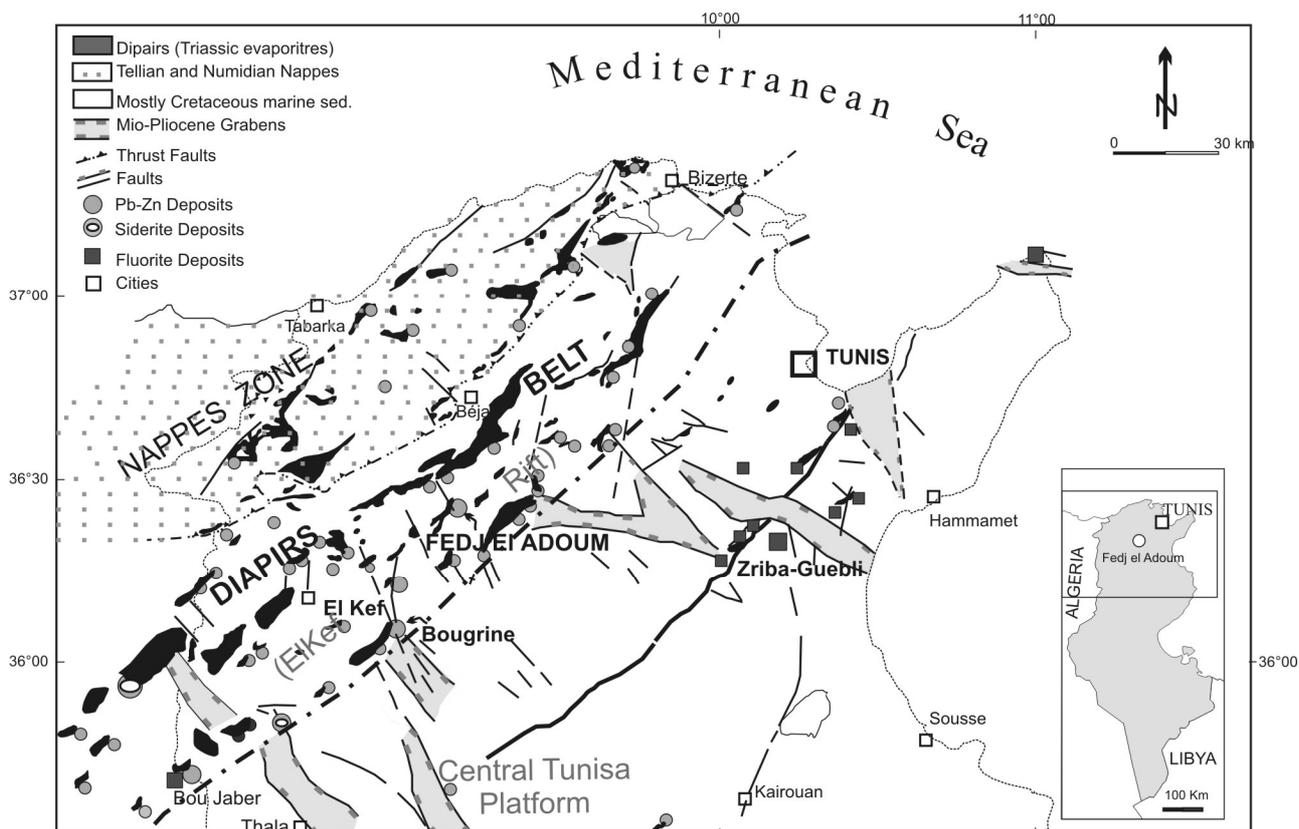 10°00
11°00
Dipairs (Triassic evaporitres)
Tellian and Numidian Nappes
Mostly Cretaceous marine sed.
Mio-Pliocene Grabens
Thrust Faults
Faults
Pb-Zn Deposits
Siderite Deposits
Fluorite Deposits
Cities
Mediterranean Sea
N
0 30 km
Bizerte
37°00
Tabarka
NAPPES ZONE
BELT
TUNIS
Béja
36°30
Rift)
Hammamet
FEDJ El ADOUM
DIAPIRS
Zriba-Guebli
El Kef
(ElKef
Bougrine
36°00
36°00
Sousse
Central Tunisa
Platform
Bou Jaber
Kairouan
Thala
TUNIS
Fedj el Adoum
ALGERIA
LIBYA
100 Km